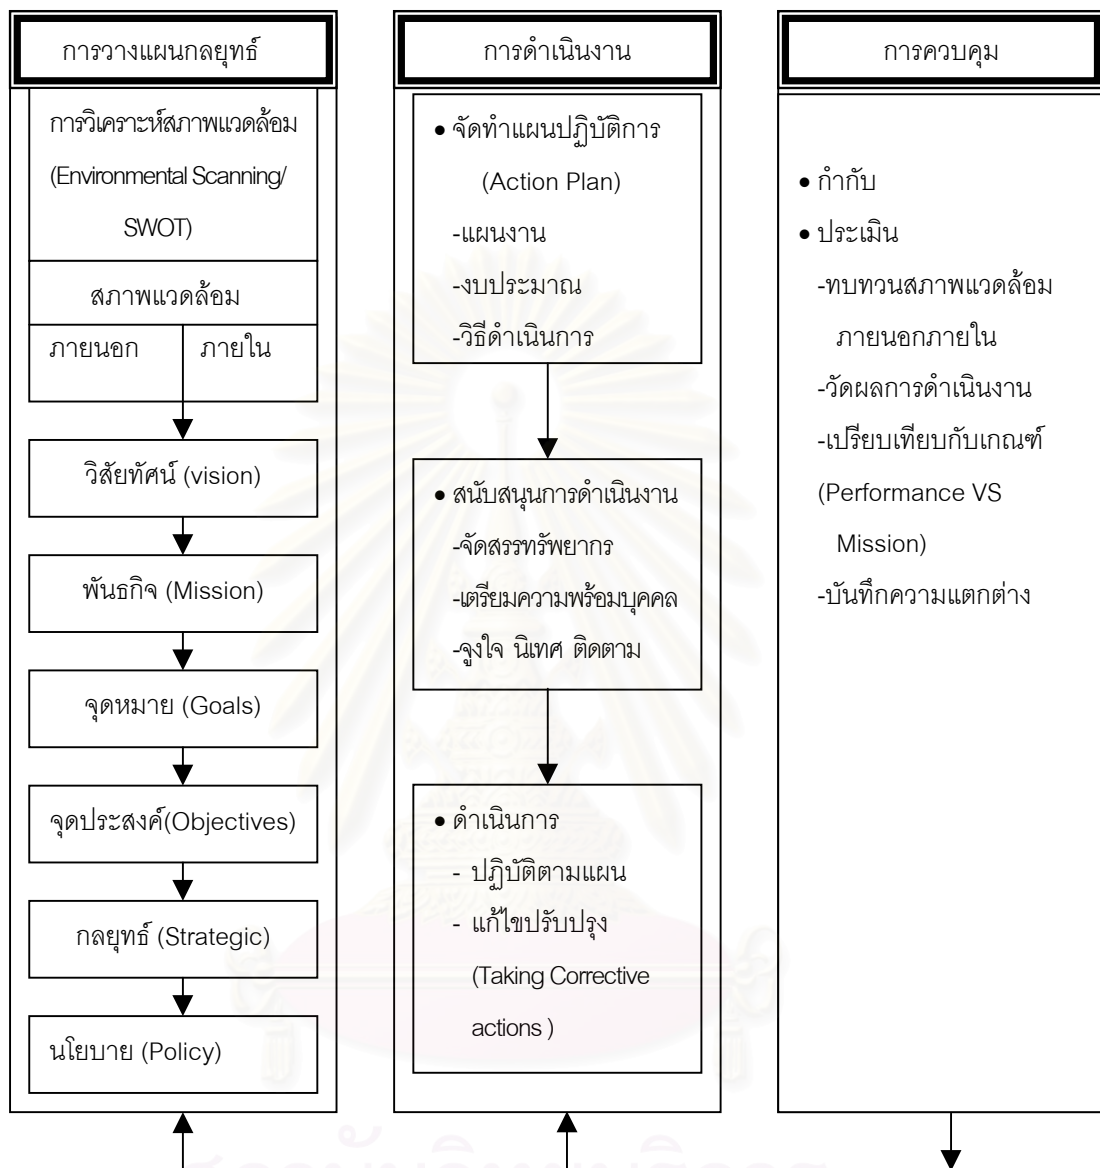 การวางแผนกลยุทธ์
การวิเคราะห์สภาพแวดล้อม
(Environmental Scanning/
SWOT)
สภาพแวดล้อม
ภายนอก
ภายใน
วิสัยทัศน์ (vision)
พันธกิจ (Mission)
จุดหมาย (Goals)
จุดประสงค์(Objectives)
กลยุทธ์ (Strategic)
นโยบาย (Policy)
การดำเนินงาน
• จัดทำแผนปฏิบัติการ
(Action Plan)
-แผนงาน
-งบประมาณ
-วิธีดำเนินการ
• สนับสนุนการดำเนินงาน
-จัดสรรทรัพยากร
-เตรียมความพร้อมบุคคล
-จูงใจ นิเทศ ติดตาม
• ดำเนินการ
- ปฏิบัติตามแผน
- แก้ไขปรับปรุง
(Taking Corrective
actions )
การควบคุม
• กำกับ
• ประเมิน
-ทบทวนสภาพแวดล้อม
ภายนอกภายใน
-วัดผลการดำเนินงาน
-เปรียบเทียบกับเกณฑ์
(Performance VS
Mission)
-บันทึกความแตกต่าง